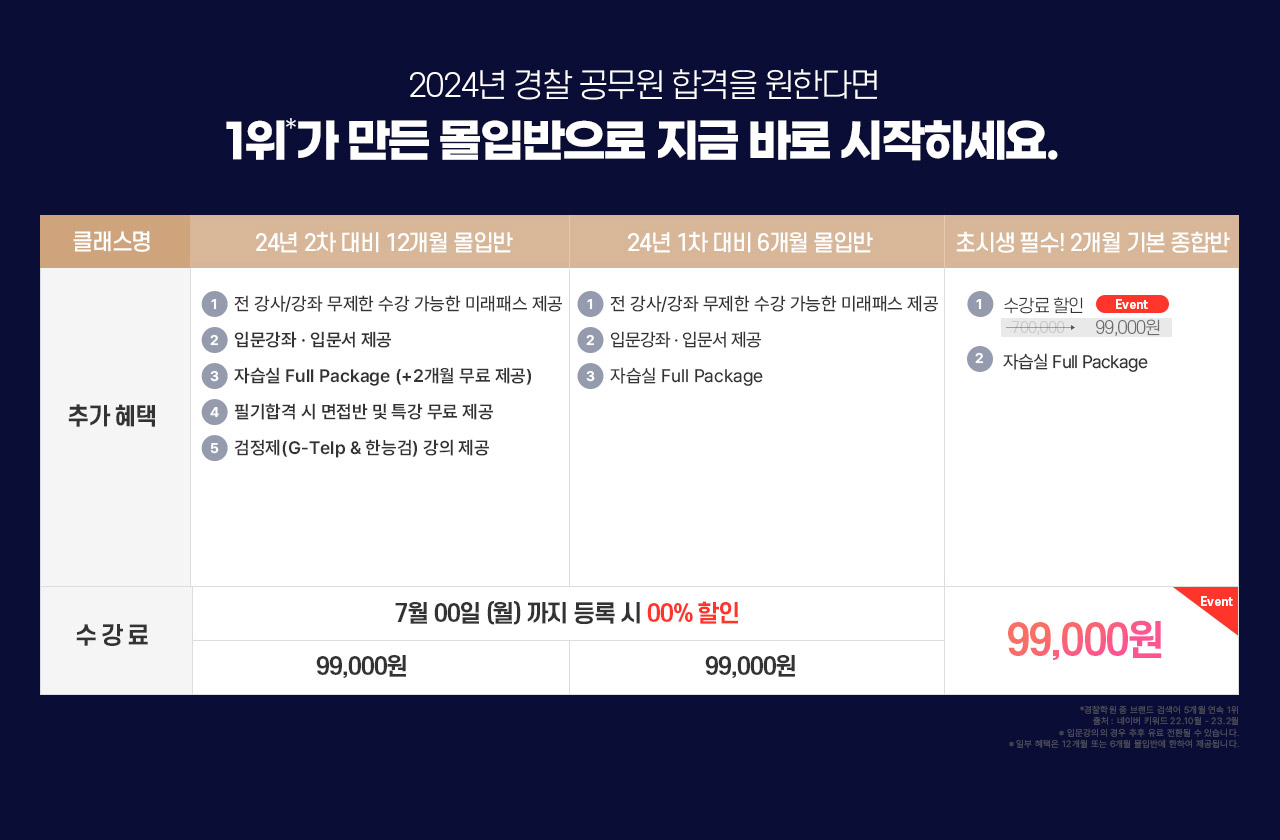 2024년 경찰 공무원 합격을 원한다면
1위*가 만든 몰입반으로 지금 바로 시작하세요.
클래스명
24년 2차 대비 12개월 몰입반
24년 1차 대비 6개월 몰입반
초시생 필수! 2개월 기본 종합반
추가 혜택
1 전 강사/강좌 무제한 수강 가능한 미래패스 제공
2 입문강좌 · 입문서 제공
3 자습실 Full Package (+2개월 무료 제공)
4 필기합격 시 면접반 및 특강 무료 제공
5 검정제(G-Telp & 한능검) 강의 제공
1 전 강사/강좌 무제한 수강 가능한 미래패스 제공
2 입문강좌 · 입문서 제공
3 자습실 Full Package
1 수강료 할인 Event
700,000 99,000원
2 자습실 Full Package
수강료
7월 00일 (월) 까지 등록 시 00% 할인
99,000원
99,000원
Event
99,000원
*경찰학원 중 브랜드 검색어 5개월 연속 1위
출처 : 네이버 키워드 22.10월 - 23.2월
※ 입문강의의 경우 추후 유료 전환될 수 있습니다.
※ 일부 혜택은 12개월 또는 6개월 몰입반에 한하여 제공됩니다.